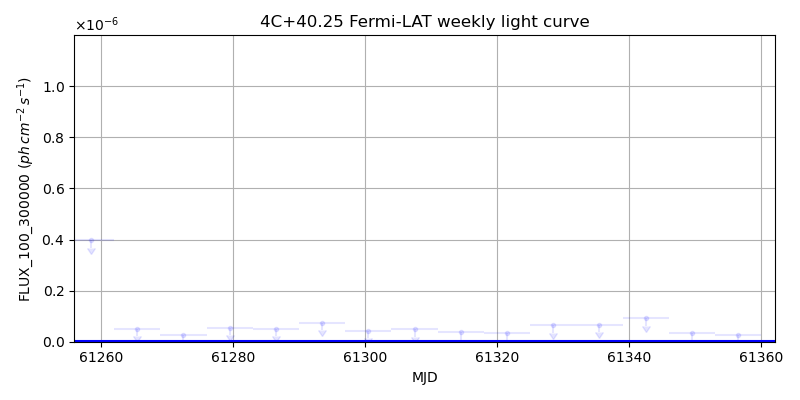 4C+40.25 Fermi-LAT weekly light curve
×10⁻⁶
FLUX_100_300000 (ph cm⁻² s⁻¹)
1.0
0.8
0.6
0.4
0.2
0.0
61260 61280 61300 61320 61340 61360
MJD